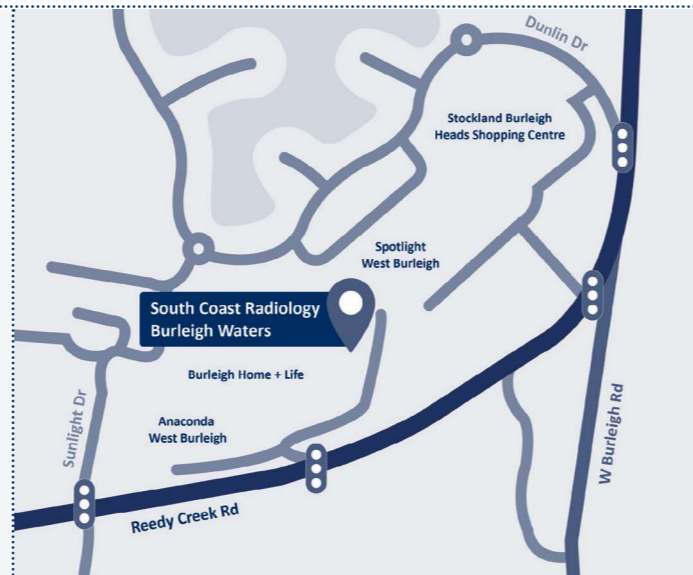 Dunlin Dr
Stockland Burleigh
Heads Shopping Centre
Spotlight
West Burleigh
South Coast Radiology
Burleigh Waters
Burleigh Home + Life
Anaconda
West Burleigh
Sunlight Dr
W Burleigh Rd
Reedy Creek Rd